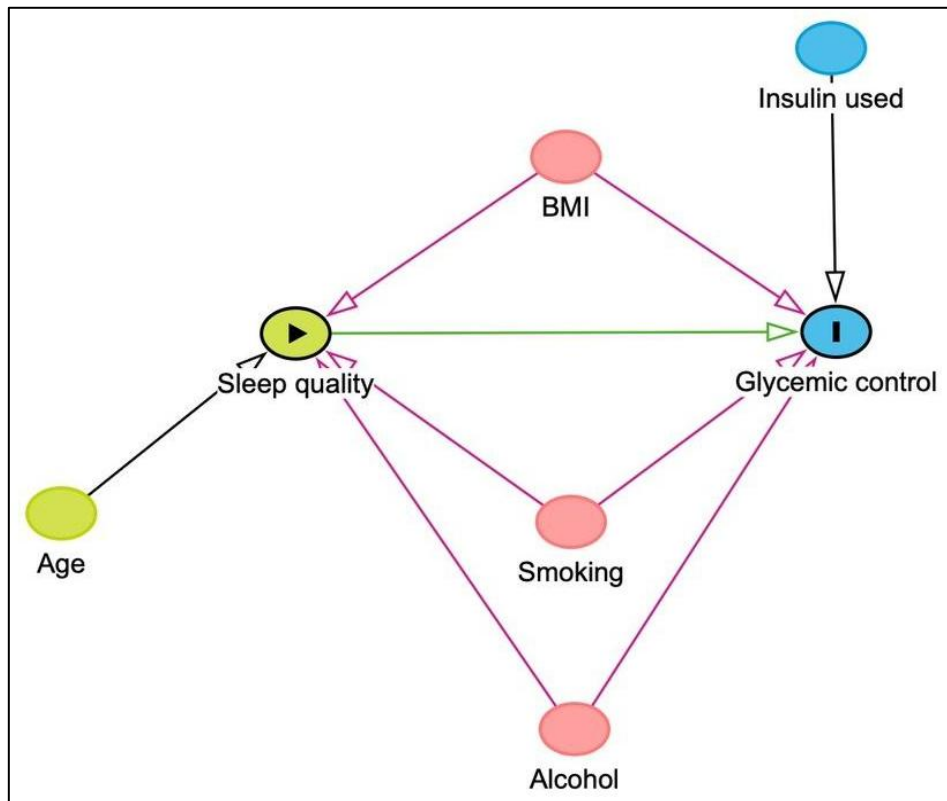 Insulin used
BMI
Sleep quality
Glycemic control
Age
Smoking
Alcohol